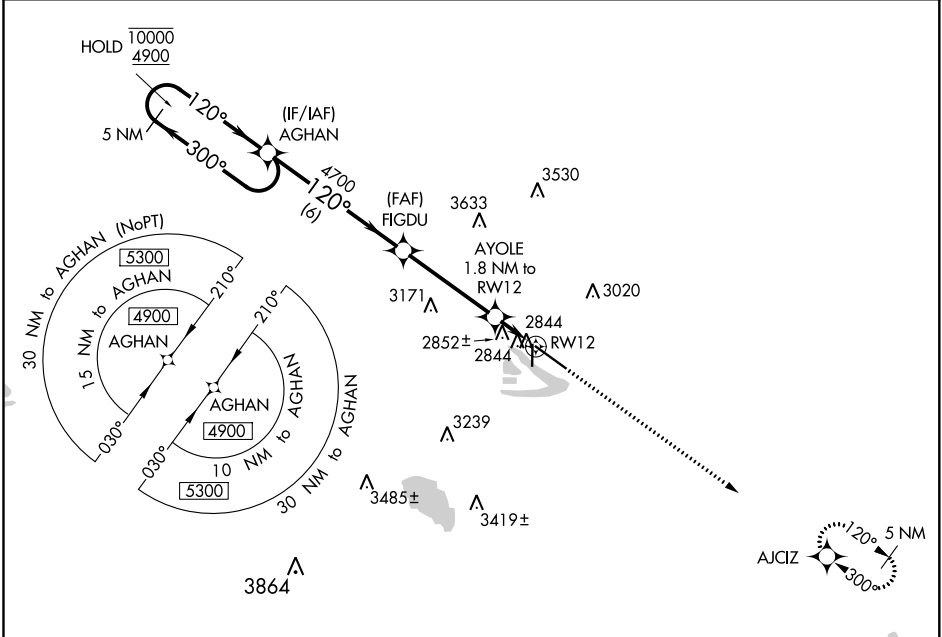 HOLD 10000
4900
120°
5 NM
300°
(IF/IAF)
AGHAN
4700
120°
(6)
(FAF)
FIGDU
3633
3530
AYOLE
1.8 NM to
RW12
3171
3020
2852±
2844
2844
RW12
30 NM to AGHAN (NoPT)
5300
15 NM to AGHAN
4900
AGHAN
210°
030°
210°
AGHAN
4900
10 NM to AGHAN
5300
30 NM to AGHAN
030°
3239
3485±
3419±
3864
AJCIZ
120°
5 NM
300°